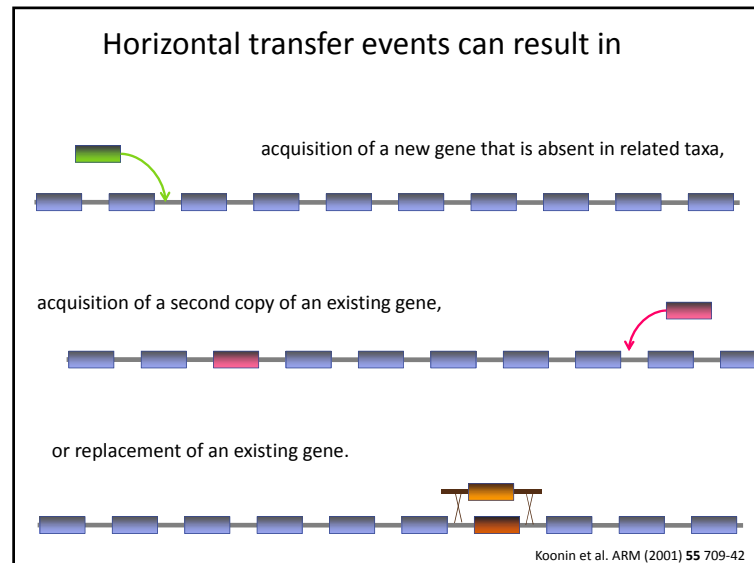 Horizontal transfer events can result in
acquisition of a new gene that is absent in related taxa,
acquisition of a second copy of an existing gene,
or replacement of an existing gene.
Koonin et al. ARM (2001) 55 709-42